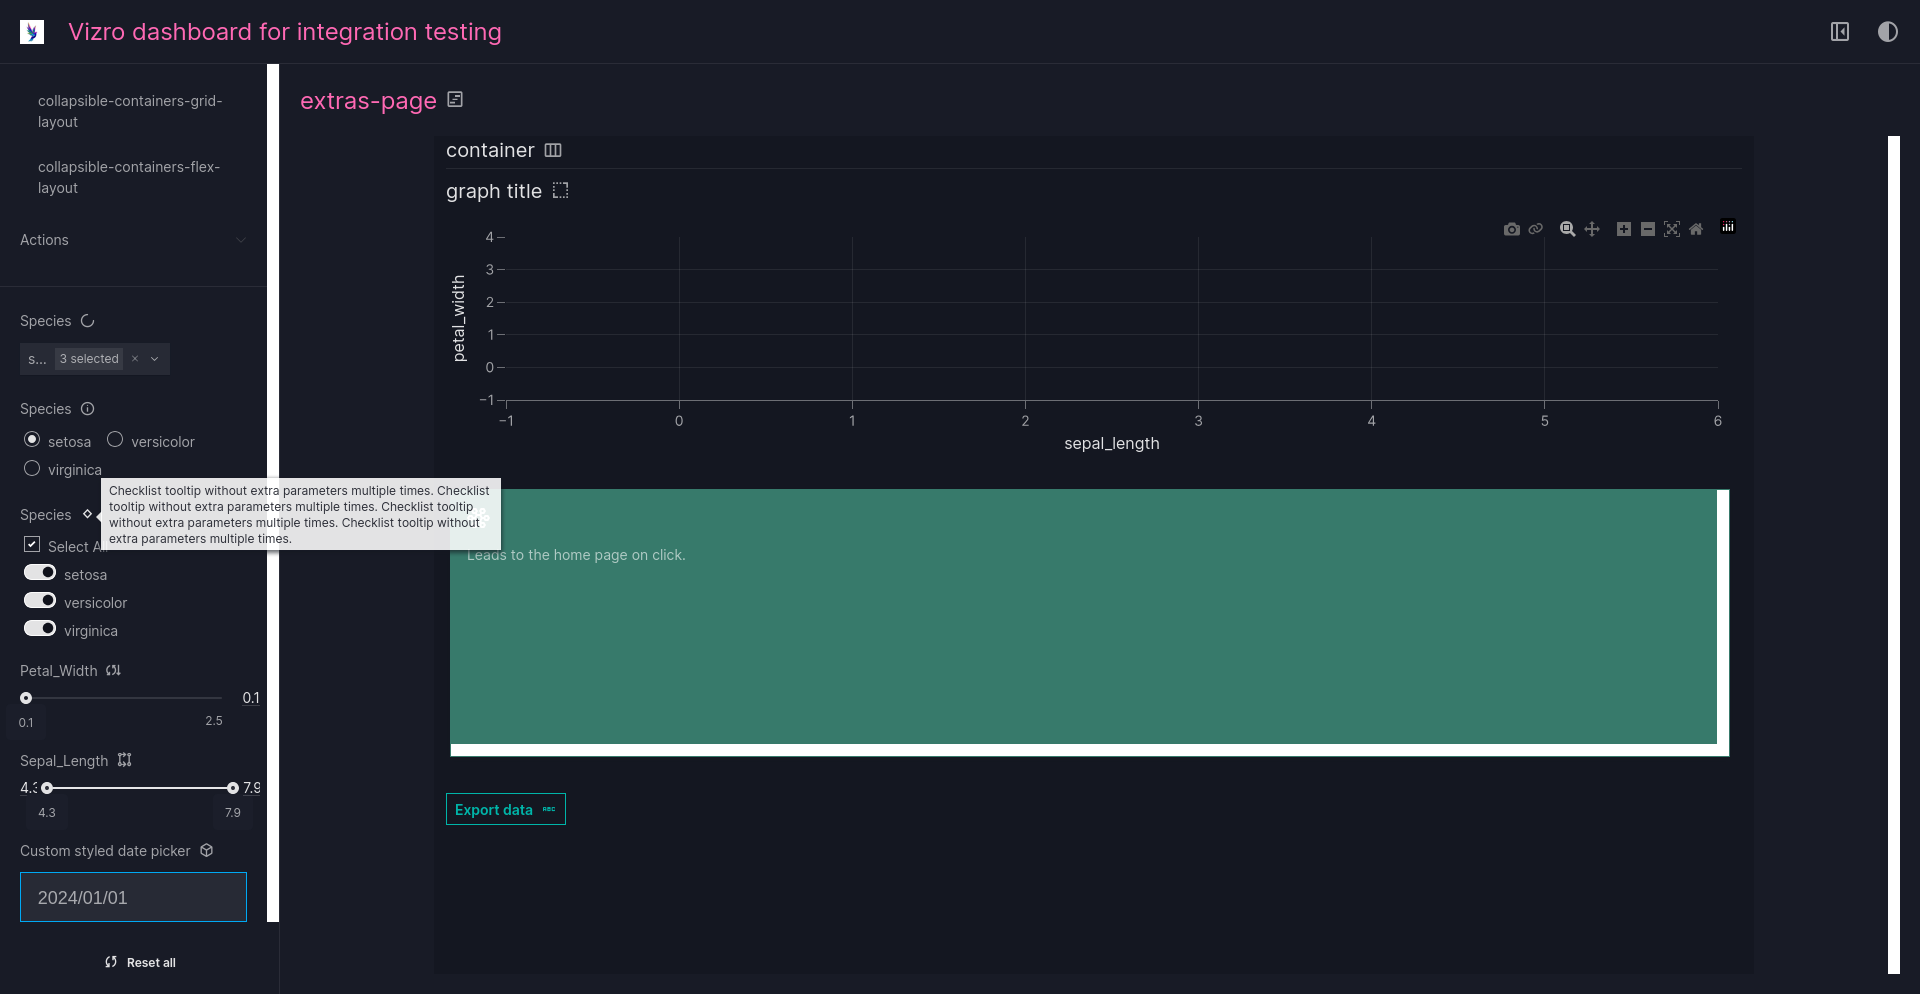 Vizro dashboard for integration testing
collapsible-containers-grid-
layout
collapsible-containers-flex-
layout
Actions
Species
s... 3 selected
Species
setosa versicolor
virginica
Species
Checklist tooltip without extra parameters multiple times. Checklist
tooltip without extra parameters multiple times. Checklist tooltip
without extra parameters multiple times. Checklist tooltip without
extra parameters multiple times.
Select A
setosa
versicolor
virginica
Petal_Width
0.1
0.1 2.5
Sepal_Length
4.3 7.9
4.3 7.9
Custom styled date picker
2024/01/01
Reset all
extras-page
container
graph title
4
3
2
1
0
−1
petal_width
−1 0 1 2 3 4 5 6
sepal_length
Leads to the home page on click.
Export data